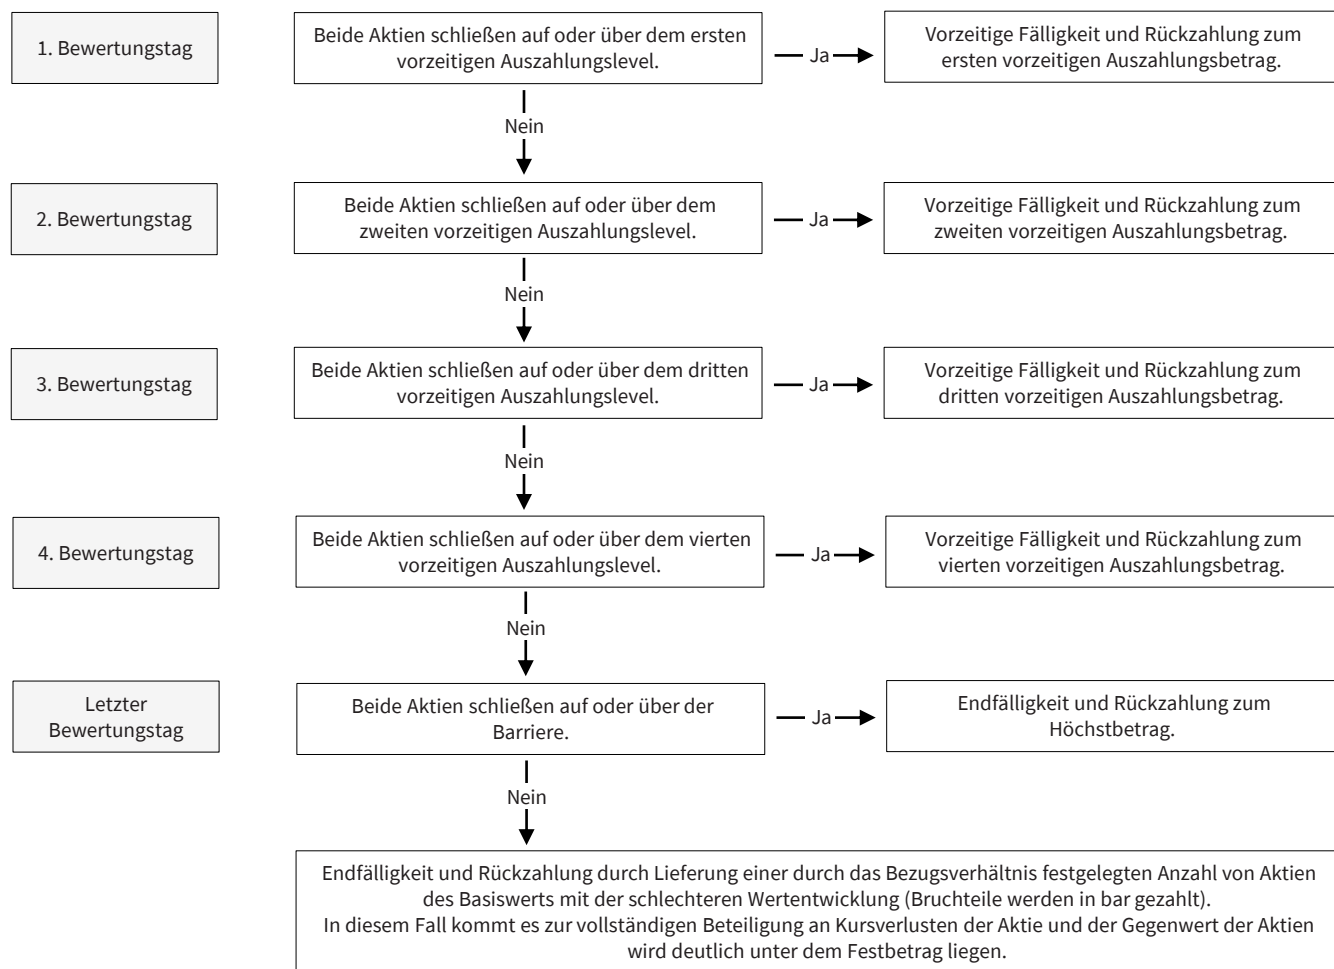 1. Bewertungstag
Beide Aktien schließen auf oder über dem ersten
vorzeitigen Auszahlungslevel.
Ja
Vorzeitige Fälligkeit und Rückzahlung zum
ersten vorzeitigen Auszahlungsbetrag.
Nein
2. Bewertungstag
Beide Aktien schließen auf oder über dem
zweiten vorzeitigen Auszahlungslevel.
Ja
Vorzeitige Fälligkeit und Rückzahlung zum
zweiten vorzeitigen Auszahlungsbetrag.
Nein
3. Bewertungstag
Beide Aktien schließen auf oder über dem dritten
vorzeitigen Auszahlungslevel.
Ja
Vorzeitige Fälligkeit und Rückzahlung zum
dritten vorzeitigen Auszahlungsbetrag.
Nein
4. Bewertungstag
Beide Aktien schließen auf oder über dem vierten
vorzeitigen Auszahlungslevel.
Ja
Vorzeitige Fälligkeit und Rückzahlung zum
vierten vorzeitigen Auszahlungsbetrag.
Nein
Letzter
Bewertungstag
Beide Aktien schließen auf oder über der
Barriere.
Ja
Endfälligkeit und Rückzahlung zum
Höchstbetrag.
Nein
Endfälligkeit und Rückzahlung durch Lieferung einer durch das Bezugsverhältnis festgelegten Anzahl von Aktien
des Basiswerts mit der schlechteren Wertentwicklung (Bruchteile werden in bar gezahlt).
In diesem Fall kommt es zur vollständigen Beteiligung an Kursverlusten der Aktie und der Gegenwert der Aktien
wird deutlich unter dem Festbetrag liegen.